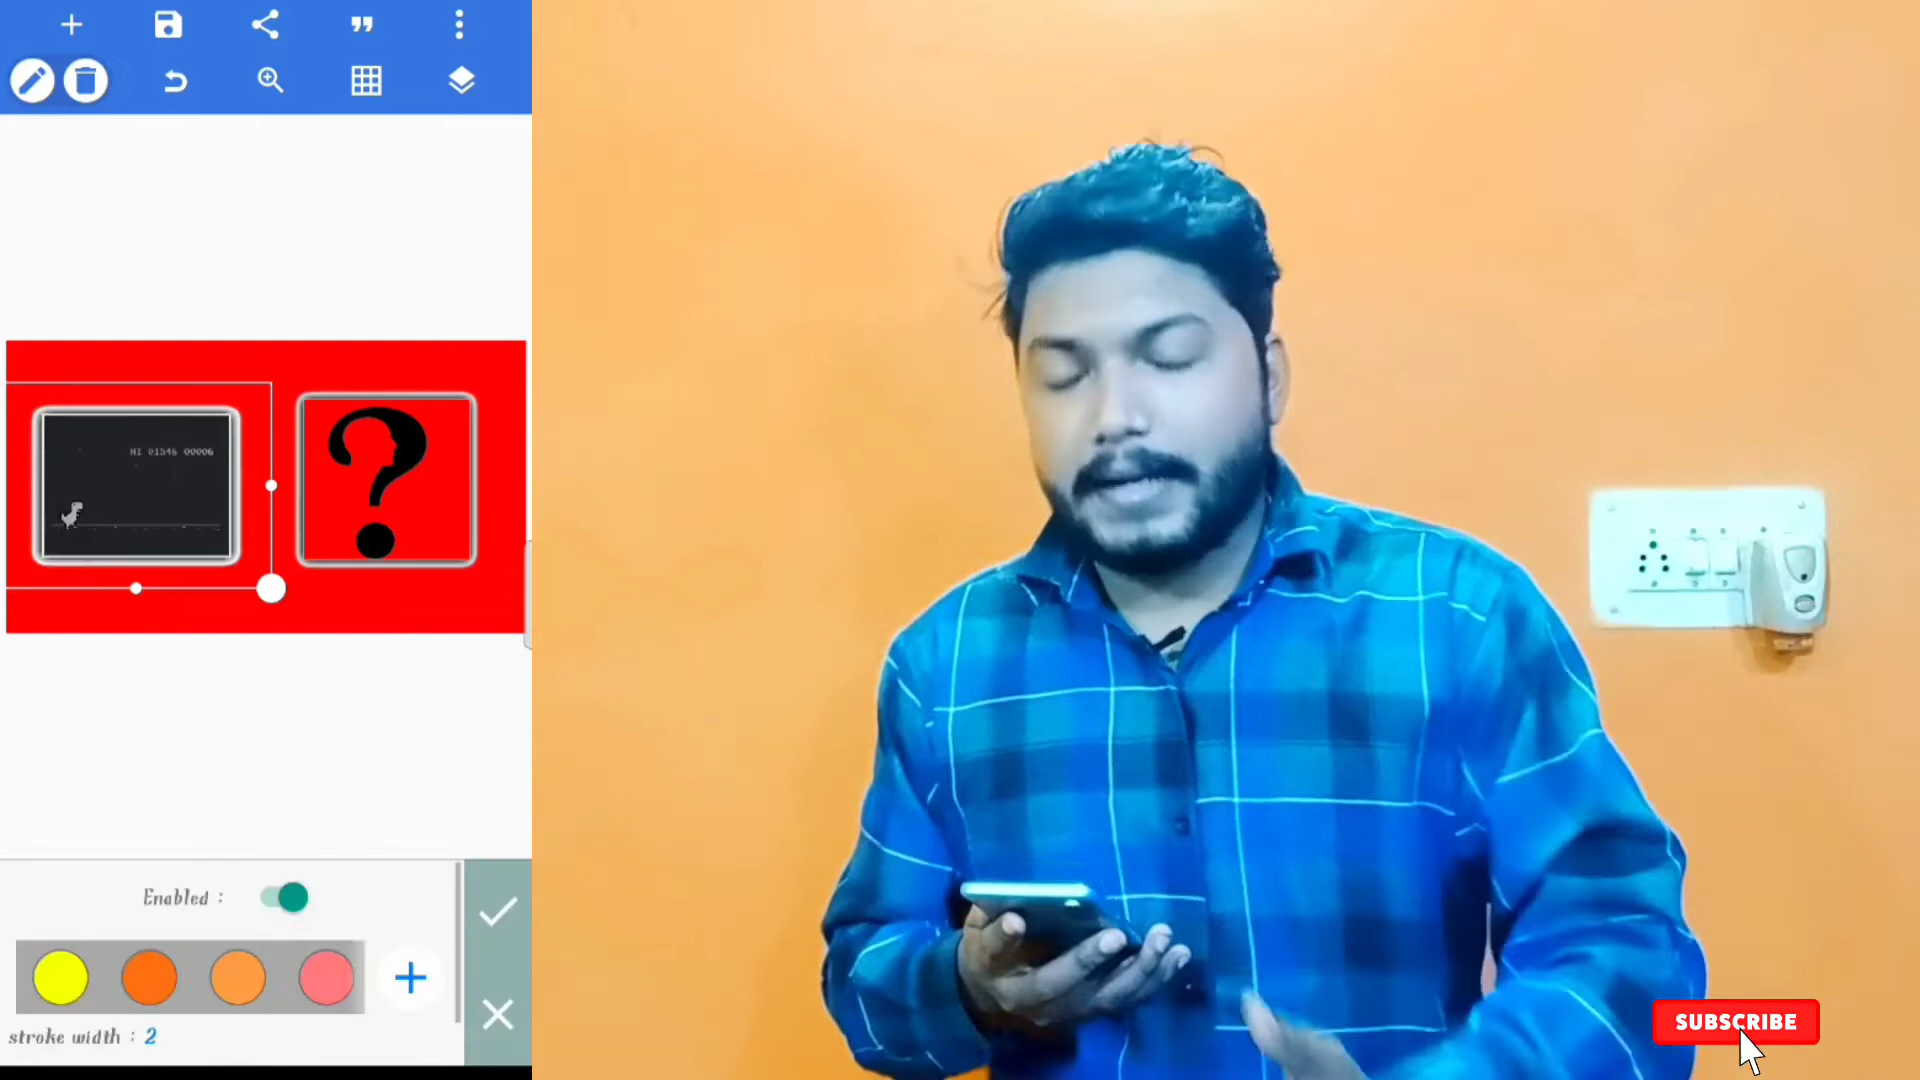 HI 01546 00006
?
Enabled :
stroke width : 2
SUBSCRIBE